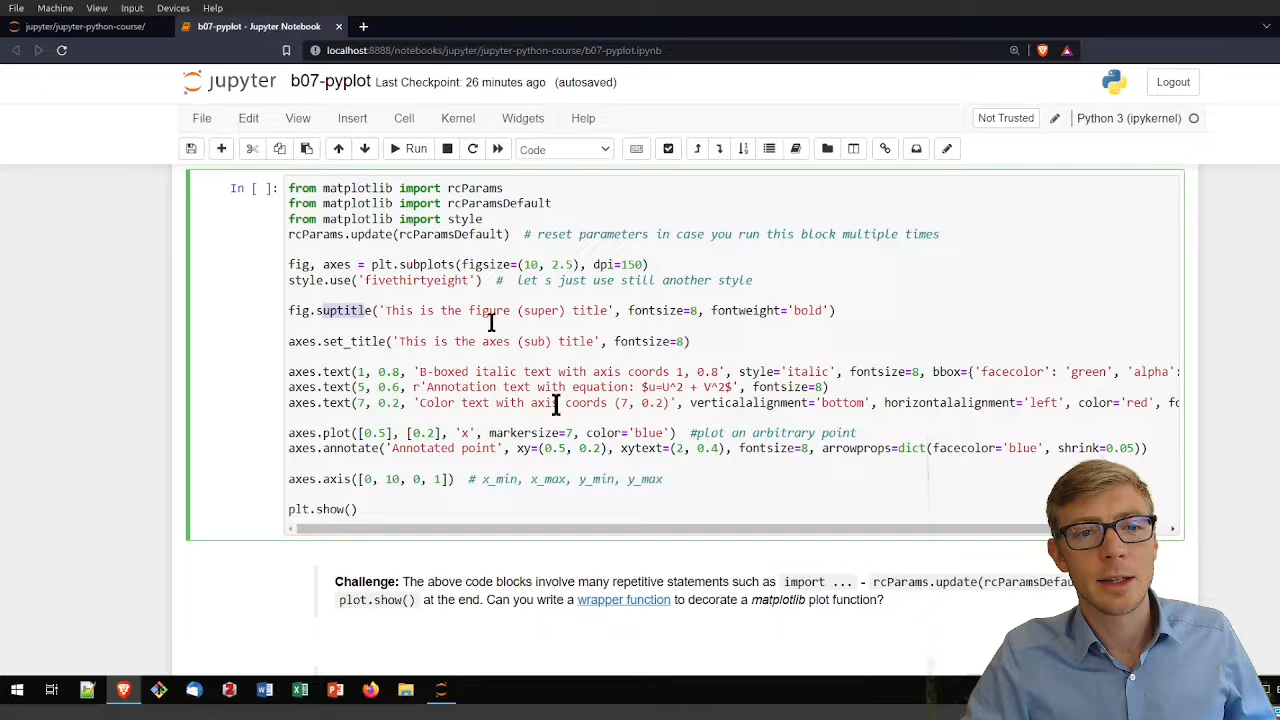 File Machine View Input Devices Help
jupyter/jupyter-python-course/ b07-pyplot - Jupyter Notebook
localhost:8888/notebooks/jupyter/jupyter-python-course/b07-pyplot.ipynb
jupyter b07-pyplot Last Checkpoint: 26 minutes ago (autosaved) Logout
File Edit View Insert Cell Kernel Widgets Help Not Trusted Python 3 (ipykernel)
Run Code
In [ ]: from matplotlib import rcParams
from matplotlib import rcParamsDefault
from matplotlib import style
rcParams.update(rcParamsDefault) # reset parameters in case you run this block multiple times
fig, axes = plt.subplots(figsize=(10, 2.5), dpi=150)
style.use('fivethirtyeight') # let s just use still another style
fig.suptitle('This is the figure (super) title', fontsize=8, fontweight='bold')
axes.set_title('This is the axes (sub) title', fontsize=8)
axes.text(1, 0.8, 'B-boxed italic text with axis coords 1, 0.8', style='italic', fontsize=8, bbox={'facecolor': 'green', 'alpha':
axes.text(5, 0.6, r'Annotation text with equation: $u=U^2 + V^2$', fontsize=8)
axes.text(7, 0.2, 'Color text with axis coords (7, 0.2)', verticalalignment='bottom', horizontalalignment='left', color='red', fo
axes.plot([0.5], [0.2], 'x', markersize=7, color='blue') #plot an arbitrary point
axes.annotate('Annotated point', xy=(0.5, 0.2), xytext=(2, 0.4), fontsize=8, arrowprops=dict(facecolor='blue', shrink=0.05))
axes.axis([0, 10, 0, 1]) # x_min, x_max, y_min, y_max
plt.show()
Challenge: The above code blocks involve many repetitive statements such as import ... - rcParams.update(rcParamsDefau
plot.show() at the end. Can you write a wrapper function to decorate a matplotlib plot function?